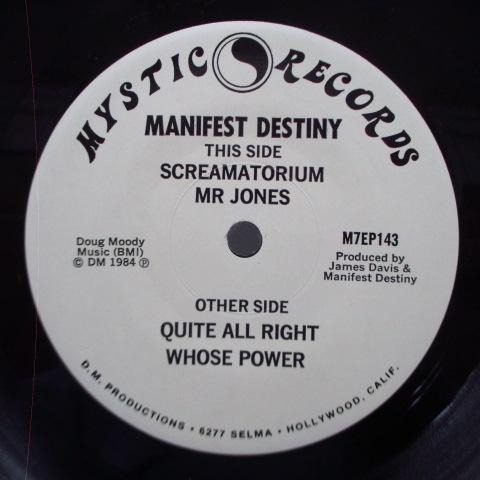 MYSTIC RECORDS
MANIFEST DESTINY
THIS SIDE
SCREAMATORIUM
MR JONES
Doug Moody
Music (BMI)
© DM 1984 ℗
M7EP143
Produced by
James Davis &
Manifest Destiny
OTHER SIDE
QUITE ALL RIGHT
WHOSE POWER
D.M. PRODUCTIONS • 6277 SELMA • HOLLYWOOD, CALIF.